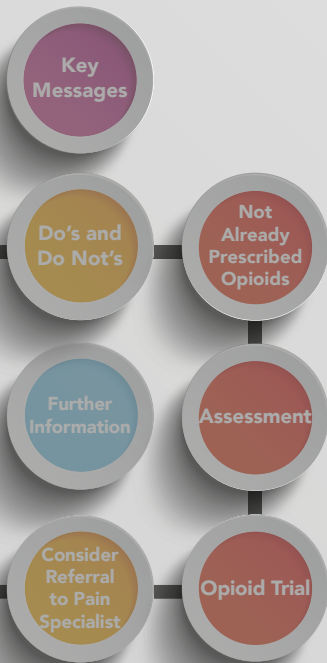 Key
Messages
Do's and
Do Not's
Not
Already
Prescribed
Opioids
Further
Information
Assessment
Consider
Referral
to Pain
Specialist
Opioid Trial